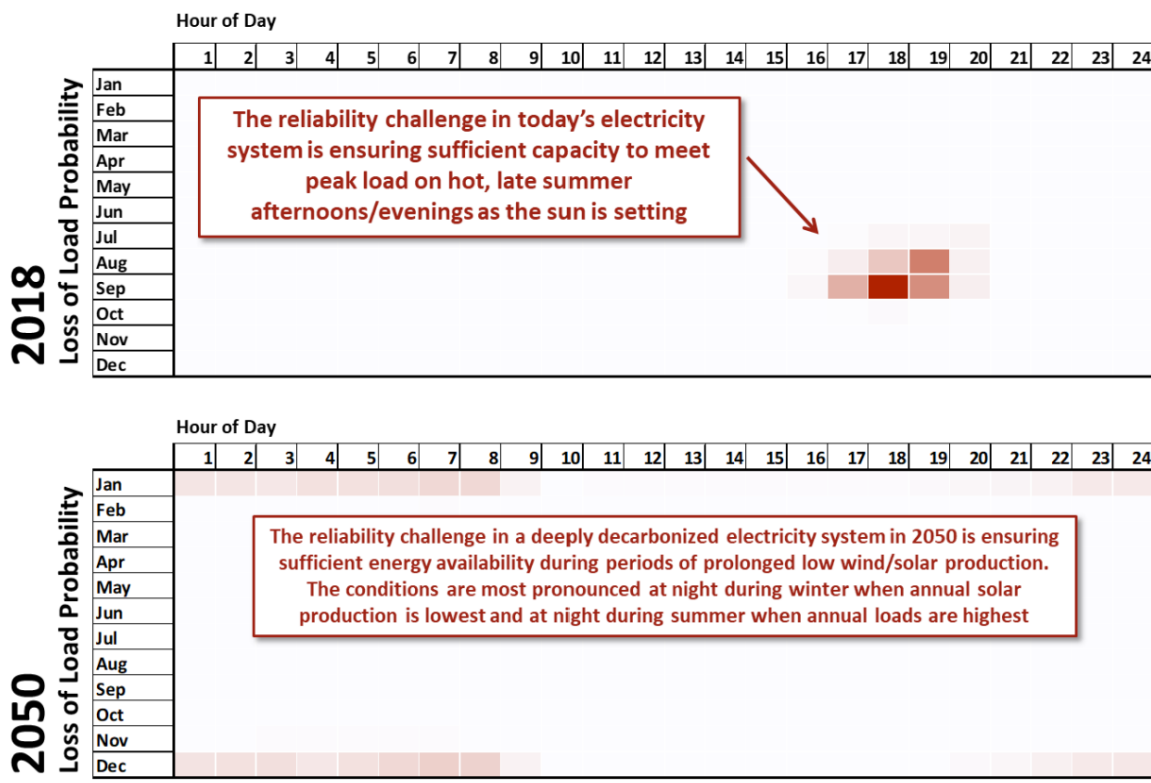 Hour of Day
1 2 3 4 5 6 7 8 9 10 11 12 13 14 15 16 17 18 19 20 21 22 23 24
2018
Loss of Load Probability
Jan
Feb
Mar
Apr
May
Jun
Jul
Aug
Sep
Oct
Nov
Dec
The reliability challenge in today's electricity
system is ensuring sufficient capacity to meet
peak load on hot, late summer
afternoons/evenings as the sun is setting
Hour of Day
1 2 3 4 5 6 7 8 9 10 11 12 13 14 15 16 17 18 19 20 21 22 23 24
2050
Loss of Load Probability
Jan
Feb
Mar
Apr
May
Jun
Jul
Aug
Sep
Oct
Nov
Dec
The reliability challenge in a deeply decarbonized electricity system in 2050 is ensuring
sufficient energy availability during periods of prolonged low wind/solar production.
The conditions are most pronounced at night during winter when annual solar
production is lowest and at night during summer when annual loads are highest